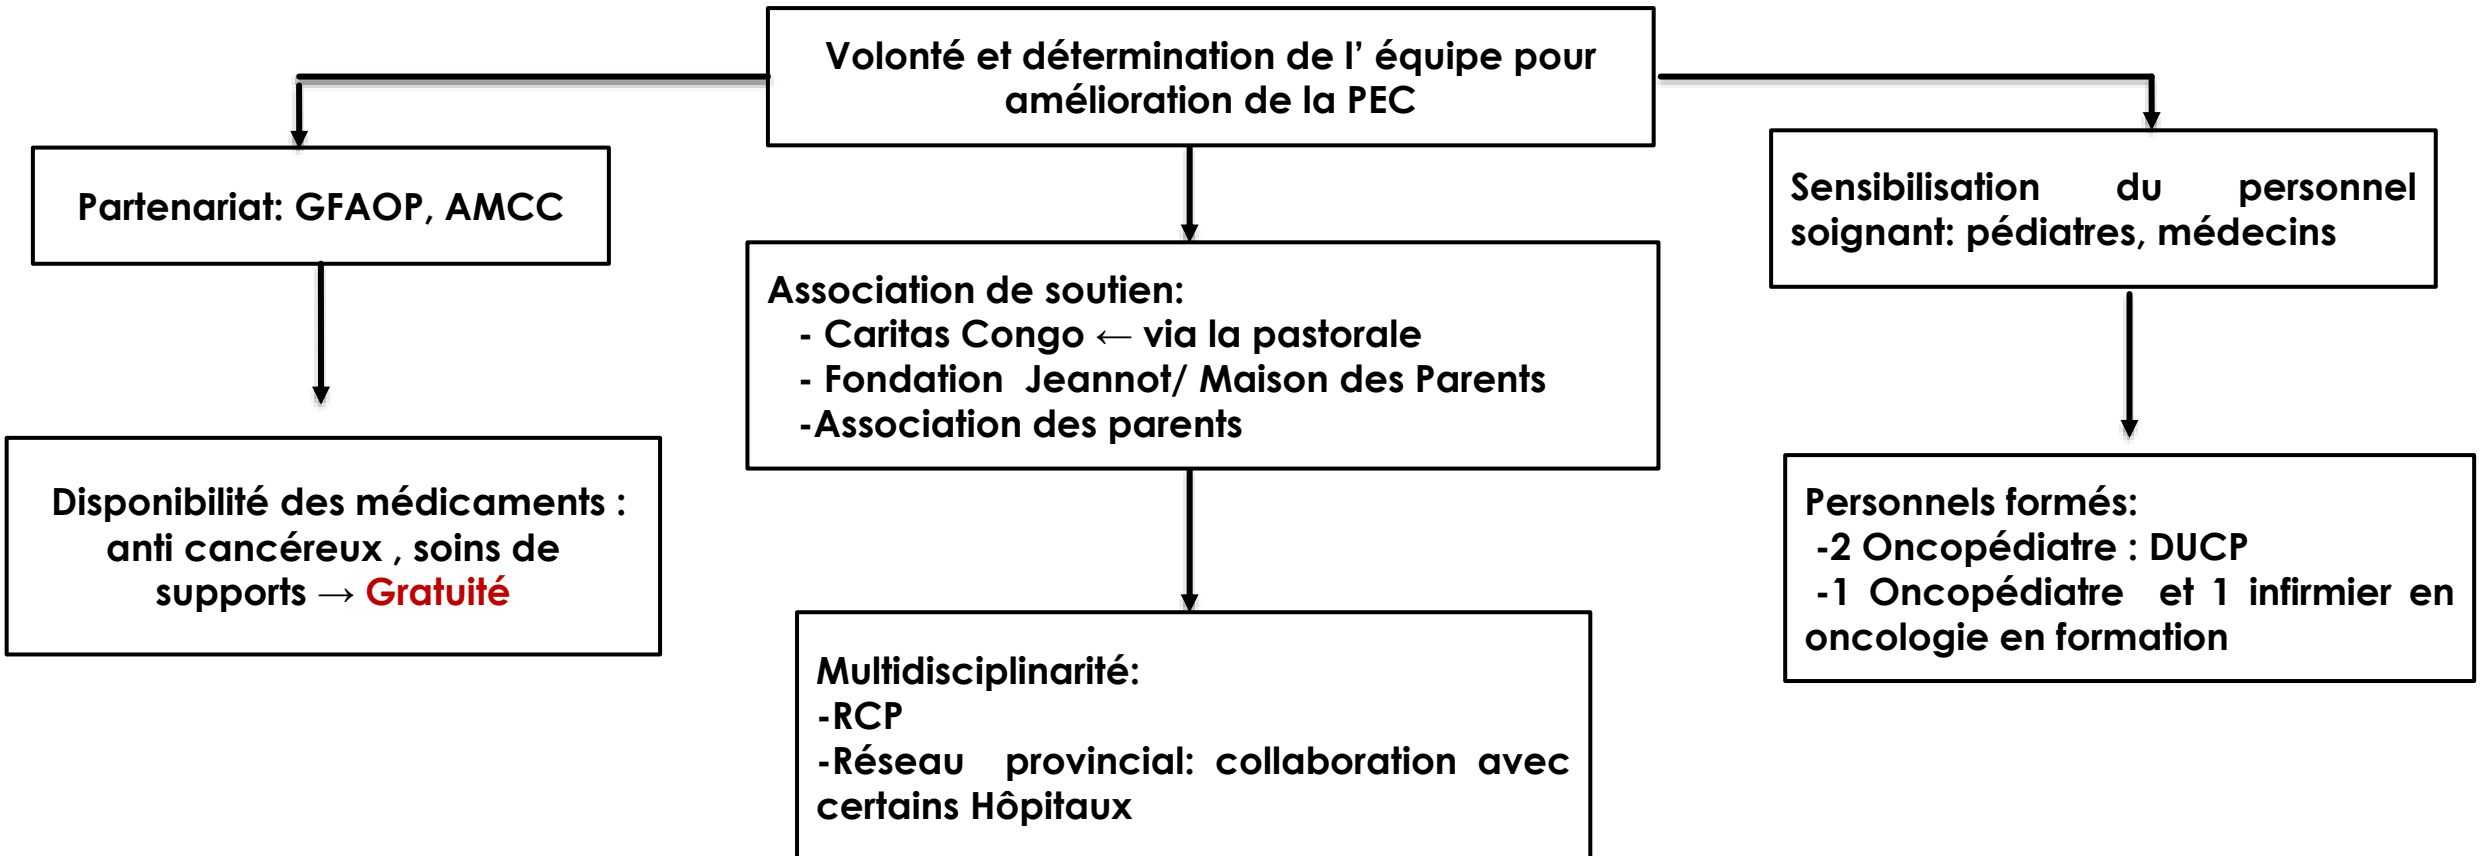 Volonté et détermination de l' équipe pour
amélioration de la PEC
Partenariat: GFAOP, AMCC
Sensibilisation du personnel
soignant: pédiatres, médecins
Association de soutien:
- Caritas Congo ← via la pastorale
- Fondation Jeannot/ Maison des Parents
-Association des parents
Disponibilité des médicaments :
anti cancéreux , soins de
supports → Gratuité
Personnels formés:
-2 Oncopédiatre : DUCP
-1 Oncopédiatre et 1 infirmier en
oncologie en formation
Multidisciplinarité:
-RCP
-Réseau provincial: collaboration avec
certains Hôpitaux